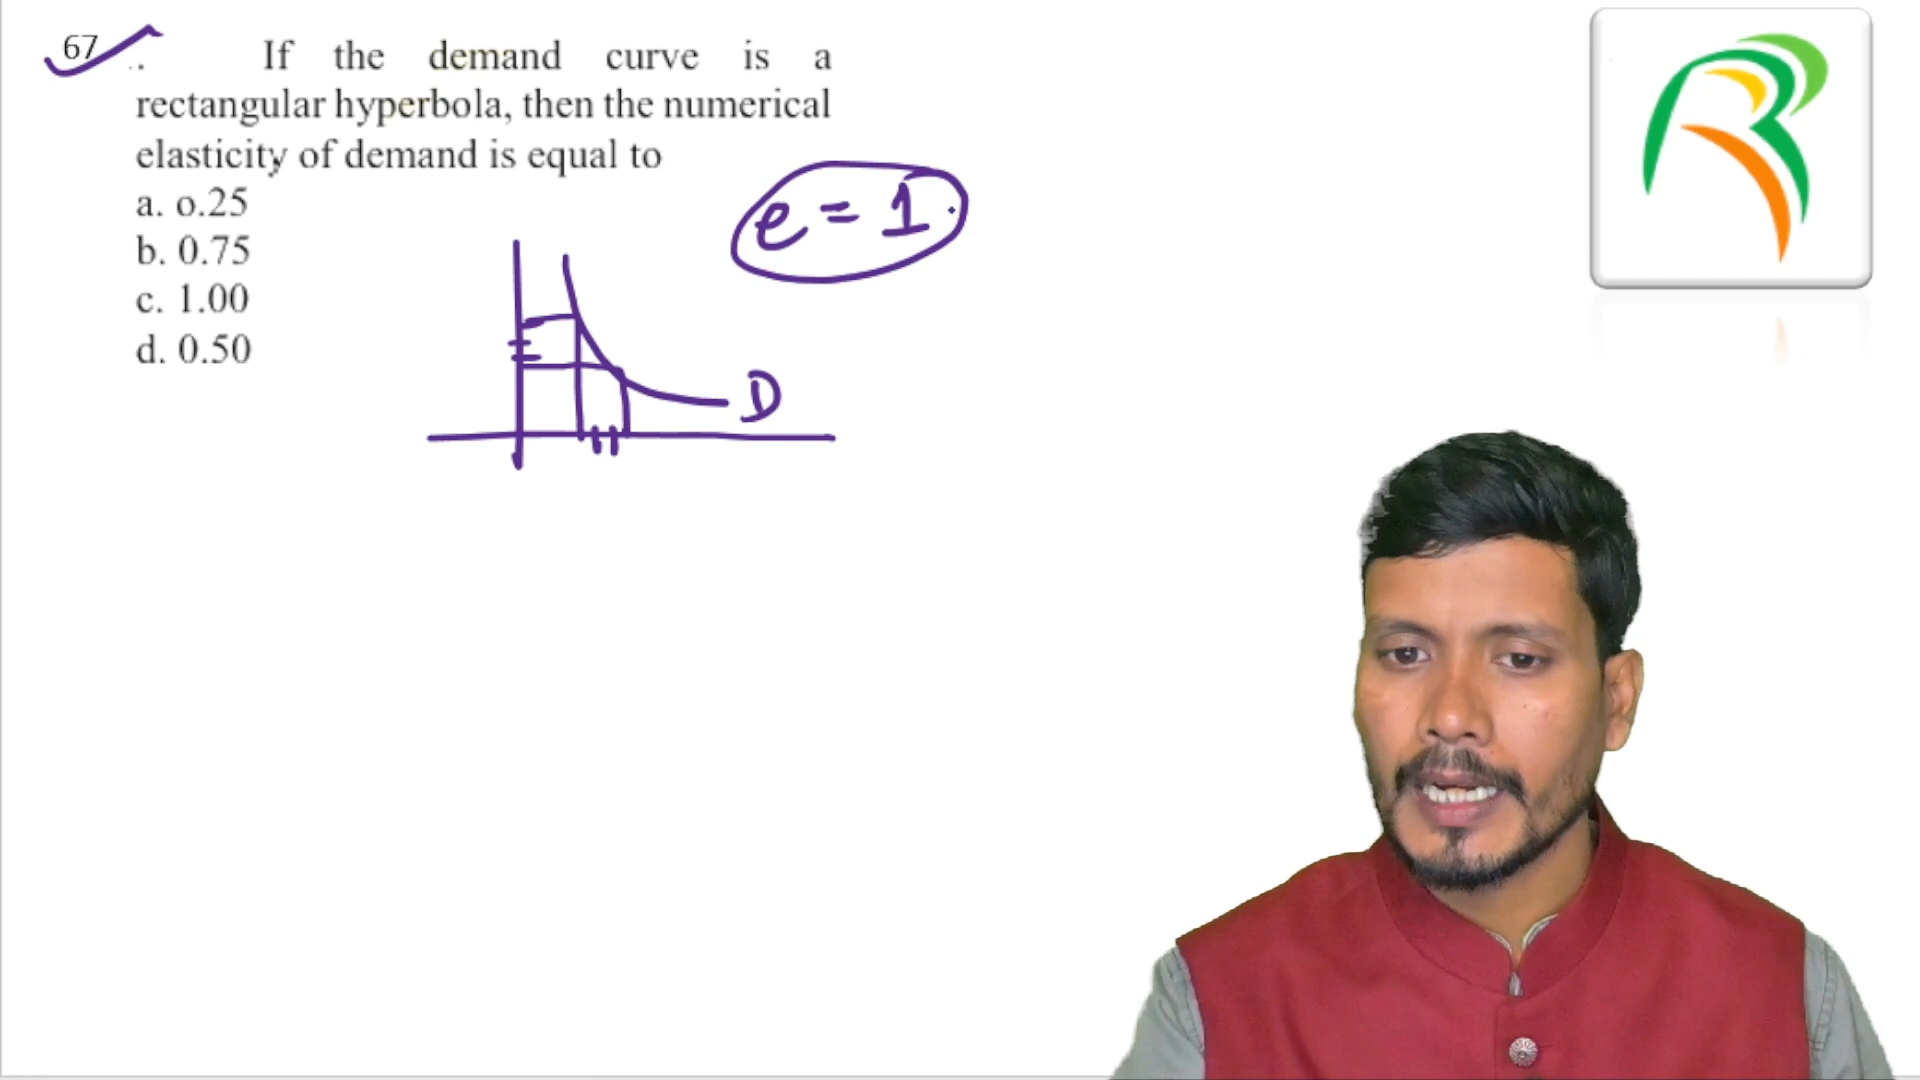 67
.. If the demand curve is a
rectangular hyperbola, then the numerical
elasticity of demand is equal to
a. o.25
b. 0.75
c. 1.00
d. 0.50
e = 1
D